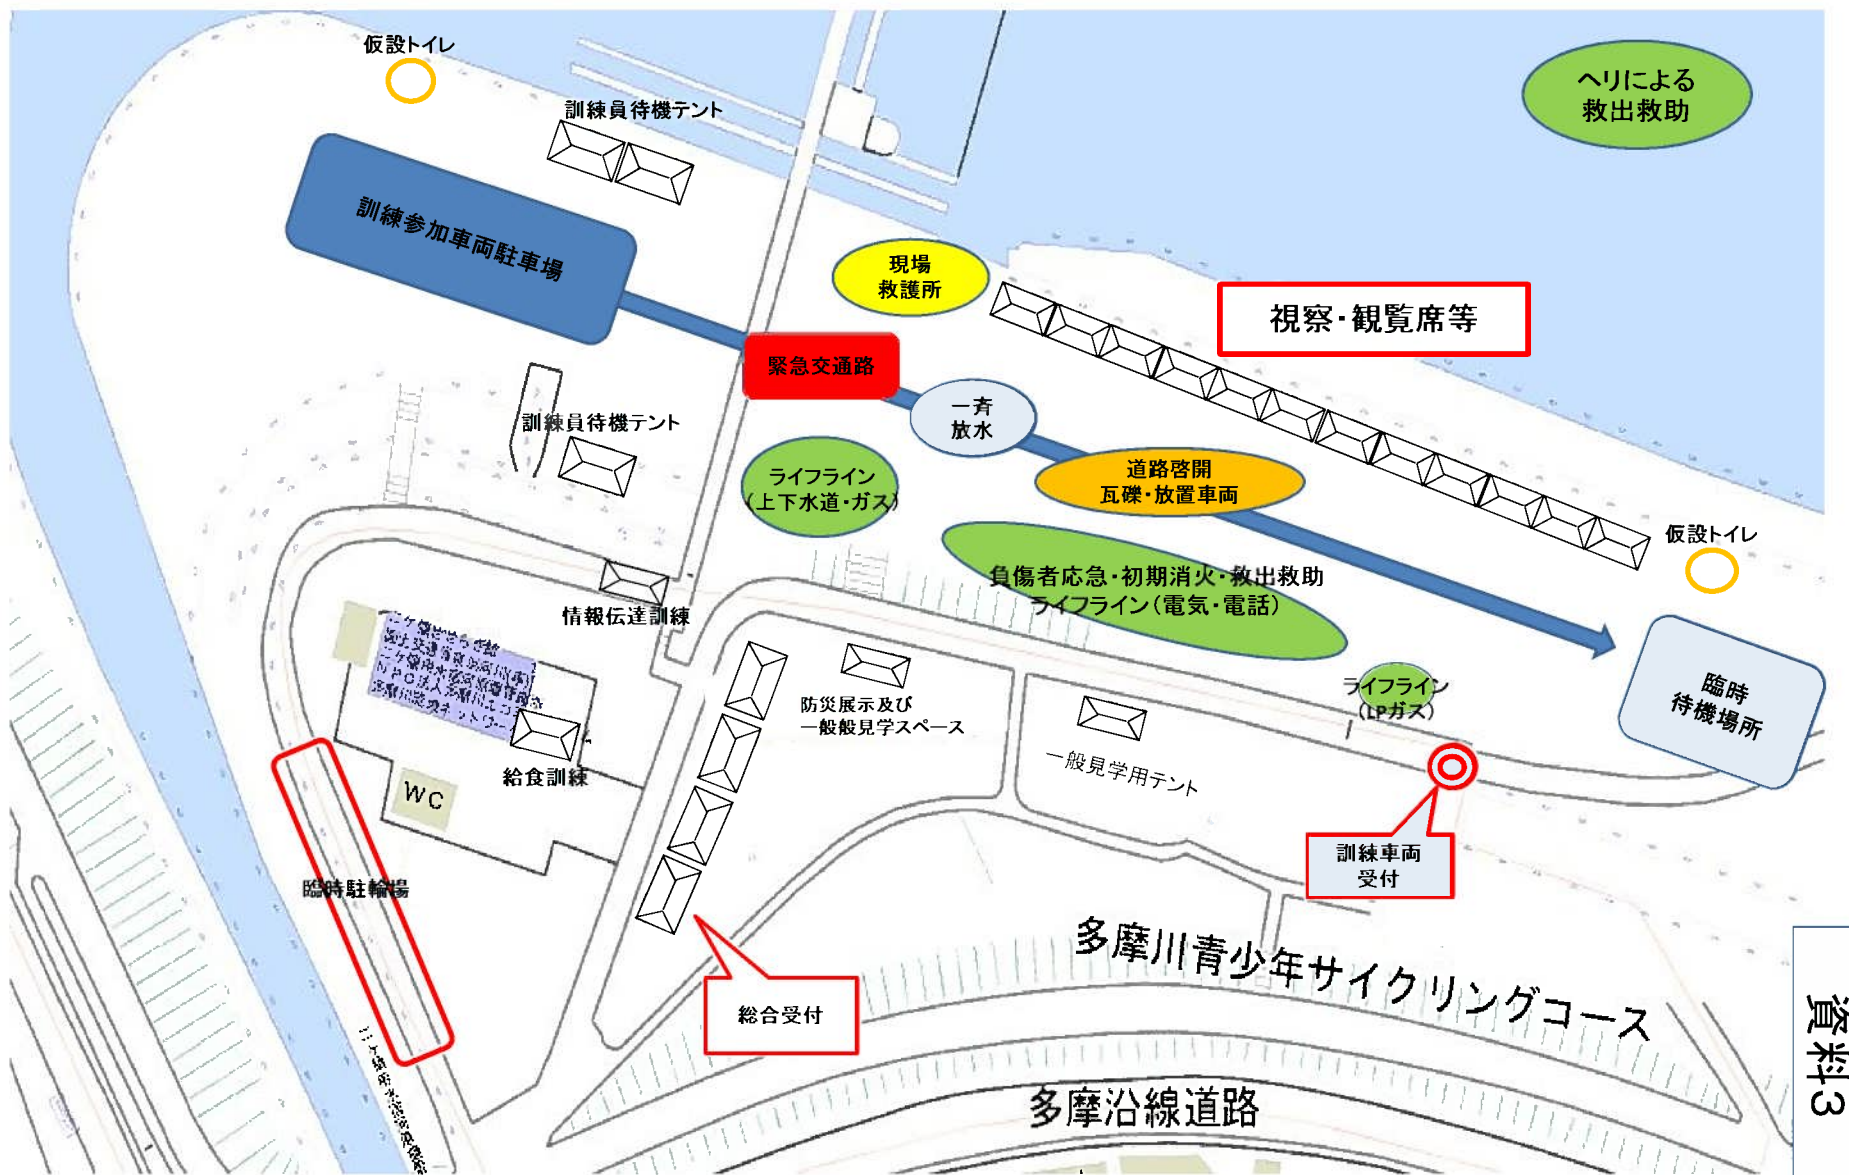 仮設トイレ
訓練員待機テント
ヘリによる
救出救助
訓練参加車両駐車場
現場
救護所
視察・観覧席等
緊急交通路
一斉
放水
訓練員待機テント
ライフライン
(上下水道・ガス)
道路啓開
瓦礫・放置車両
仮設トイレ
負傷者応急・初期消火・救出救助
ライフライン(電気・電話)
情報伝達訓練
防災展示及び
一般般見学スペース
ライフライン
(LPガス)
臨時
待機場所
一般見学用テント
給食訓練
WC
訓練車両
受付
臨時駐輪場
総合受付
多摩川青少年サイクリングコース
多摩沿線道路
資料3